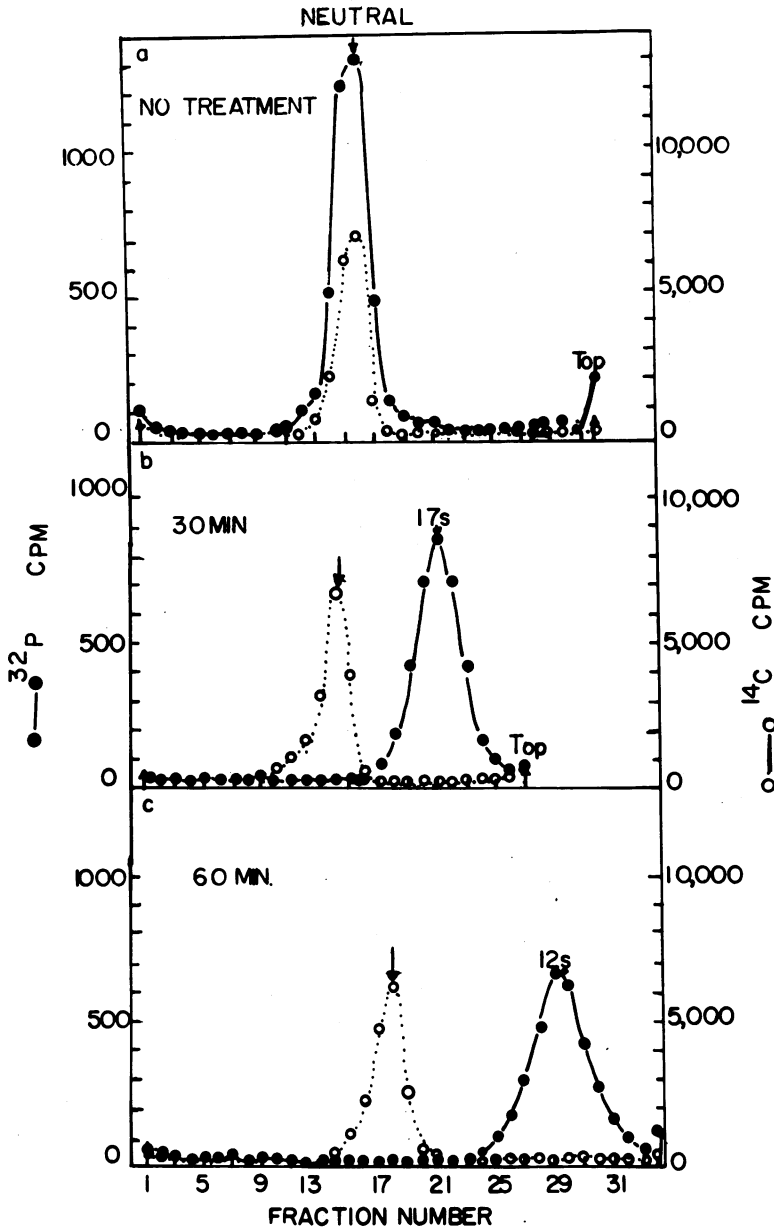 NEUTRAL
a
NO TREATMENT
1000
10,000
500
5,000
Top
0
0
b
1000
10,000
30 MIN
17s
500
5,000
Top
0
0
c
1000
10,000
60 MIN.
12s
500
5,000
0
0
1 5 9 13 17 21 25 29 31
FRACTION NUMBER
32P CPM
14C CPM